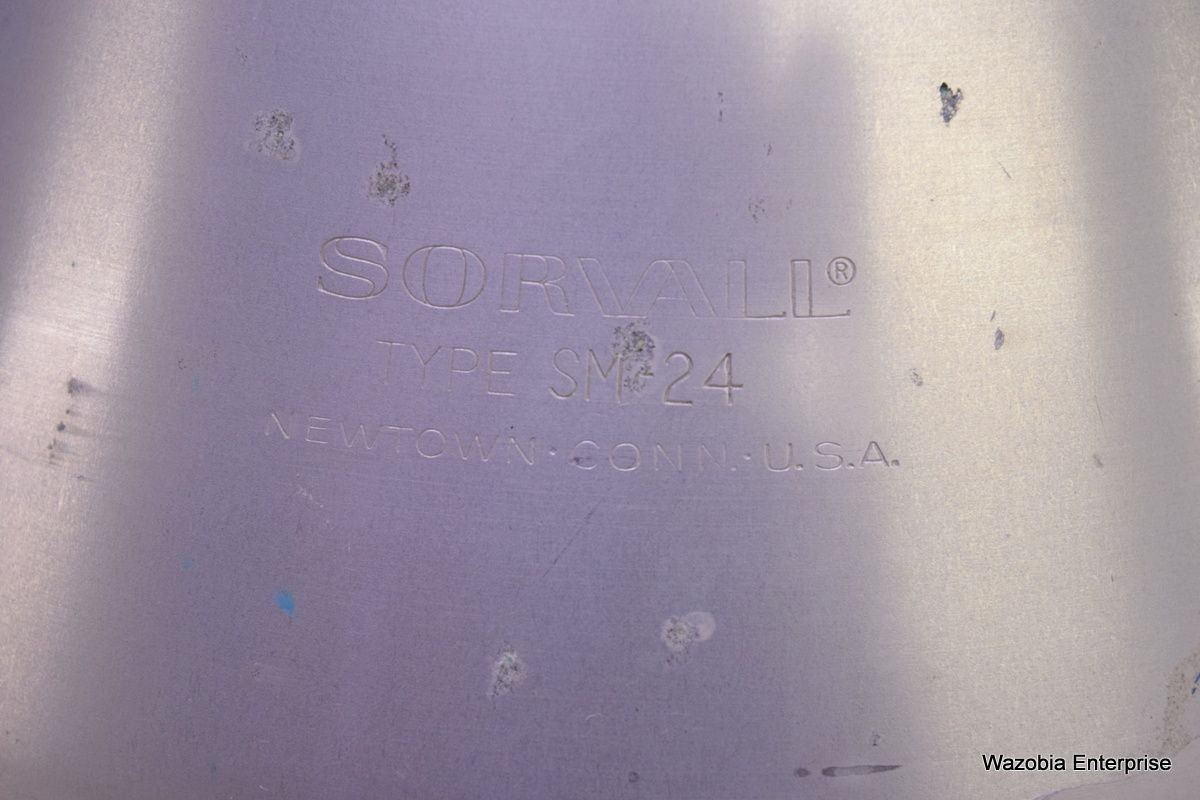 SORVALL®
TYPE SM-24
NEWTOWN·CONN.·U.S.A.
Wazobia Enterprise